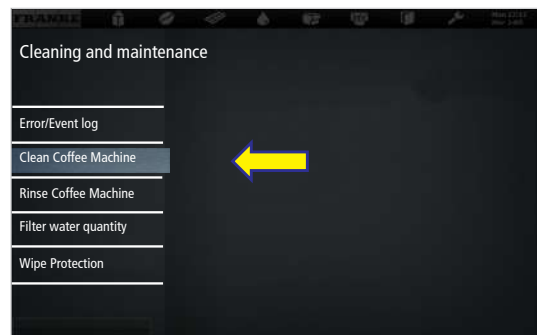 FRANKE
Cleaning and maintenance
Error/Event log
Clean Coffee Machine
Rinse Coffee Machine
Filter water quantity
Wipe Protection